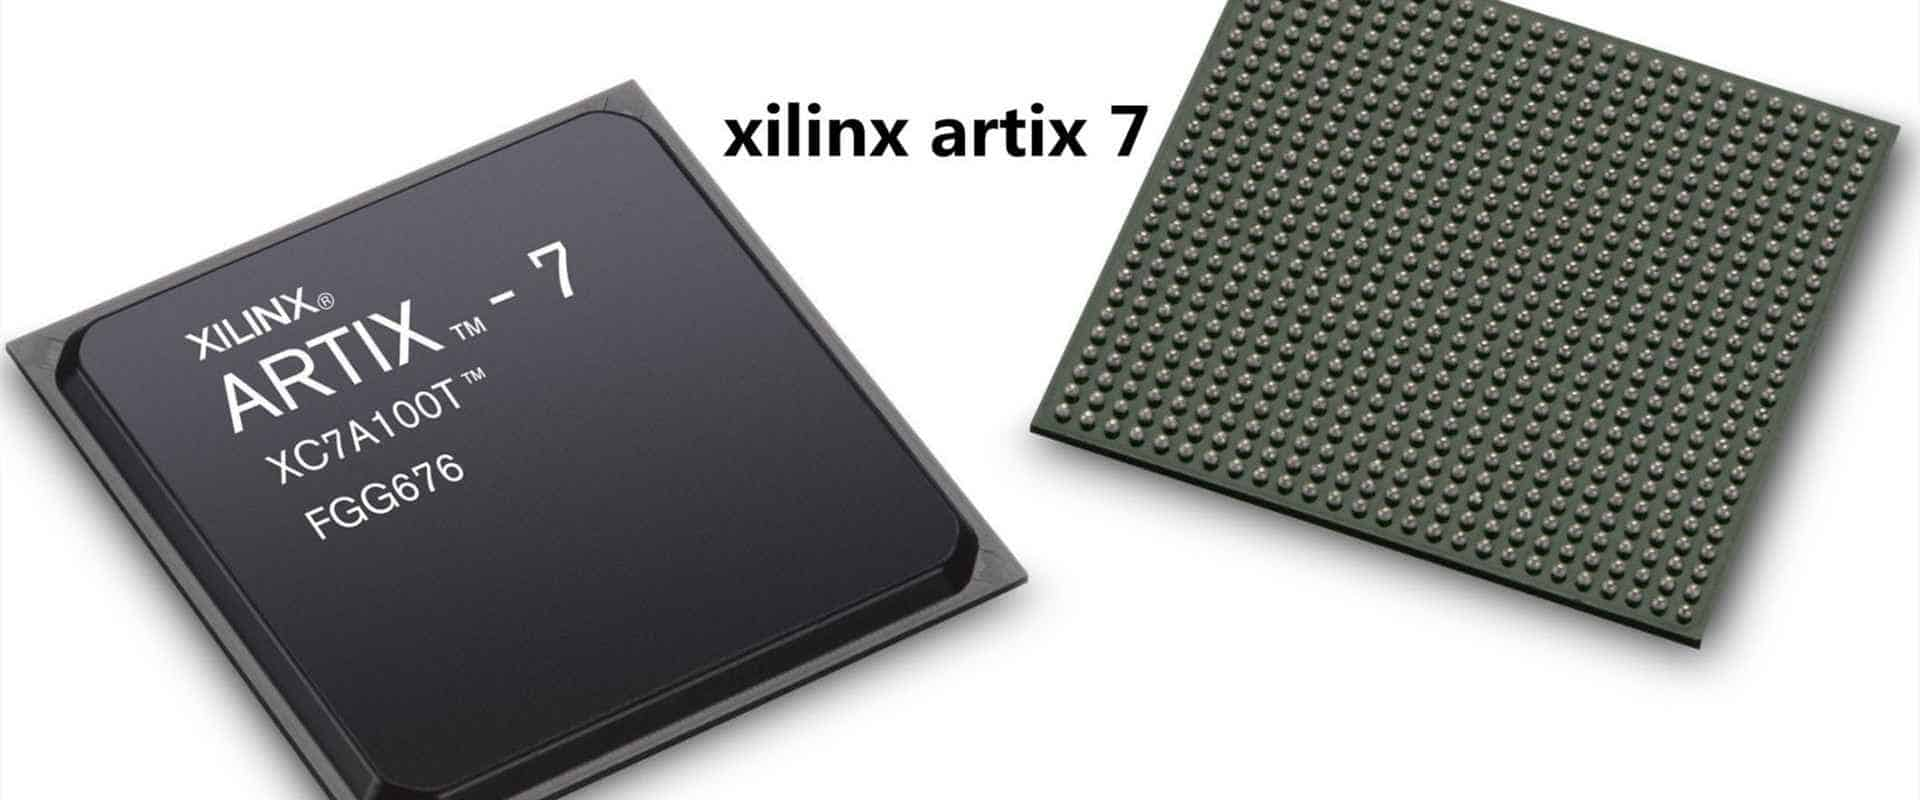 xilinx artix 7
XILINX®
ARTIX™-7
XC7A100T™
FGG676